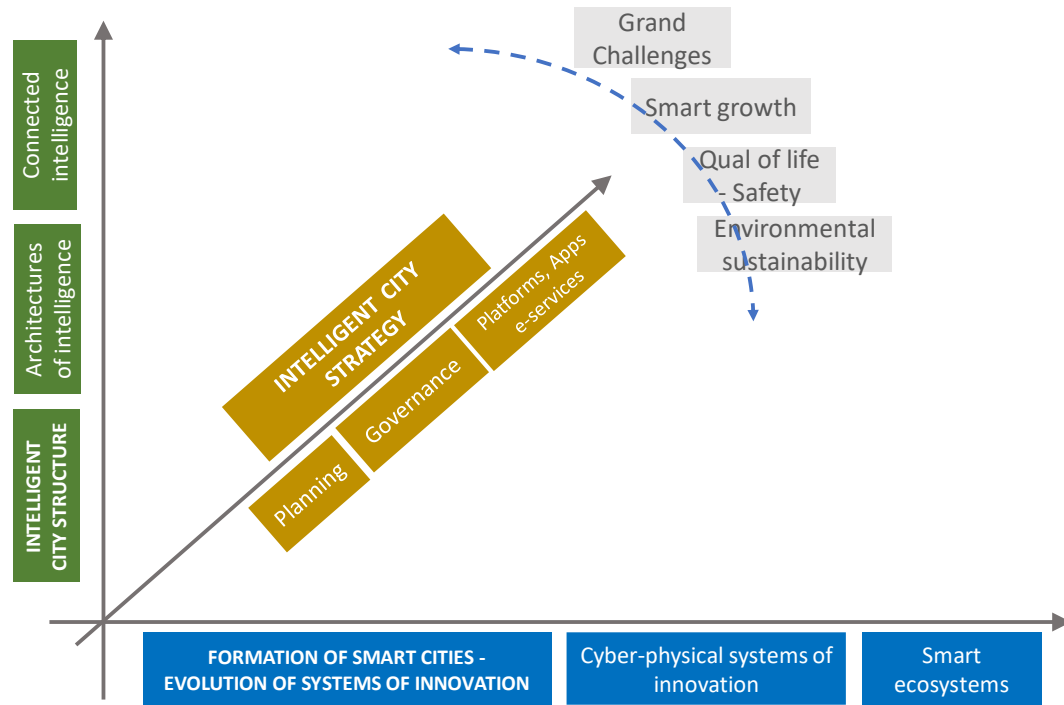 Grand
Challenges
Smart growth
Qual of life
- Safety
Environmental
sustainability
Connected
intelligence
Architectures
of intelligence
INTELLIGENT
CITY STRUCTURE
INTELLIGENT CITY
STRATEGY
Planning
Governance
Platforms, Apps
e-services
FORMATION OF SMART CITIES -
EVOLUTION OF SYSTEMS OF INNOVATION
Cyber-physical systems of
innovation
Smart
ecosystems